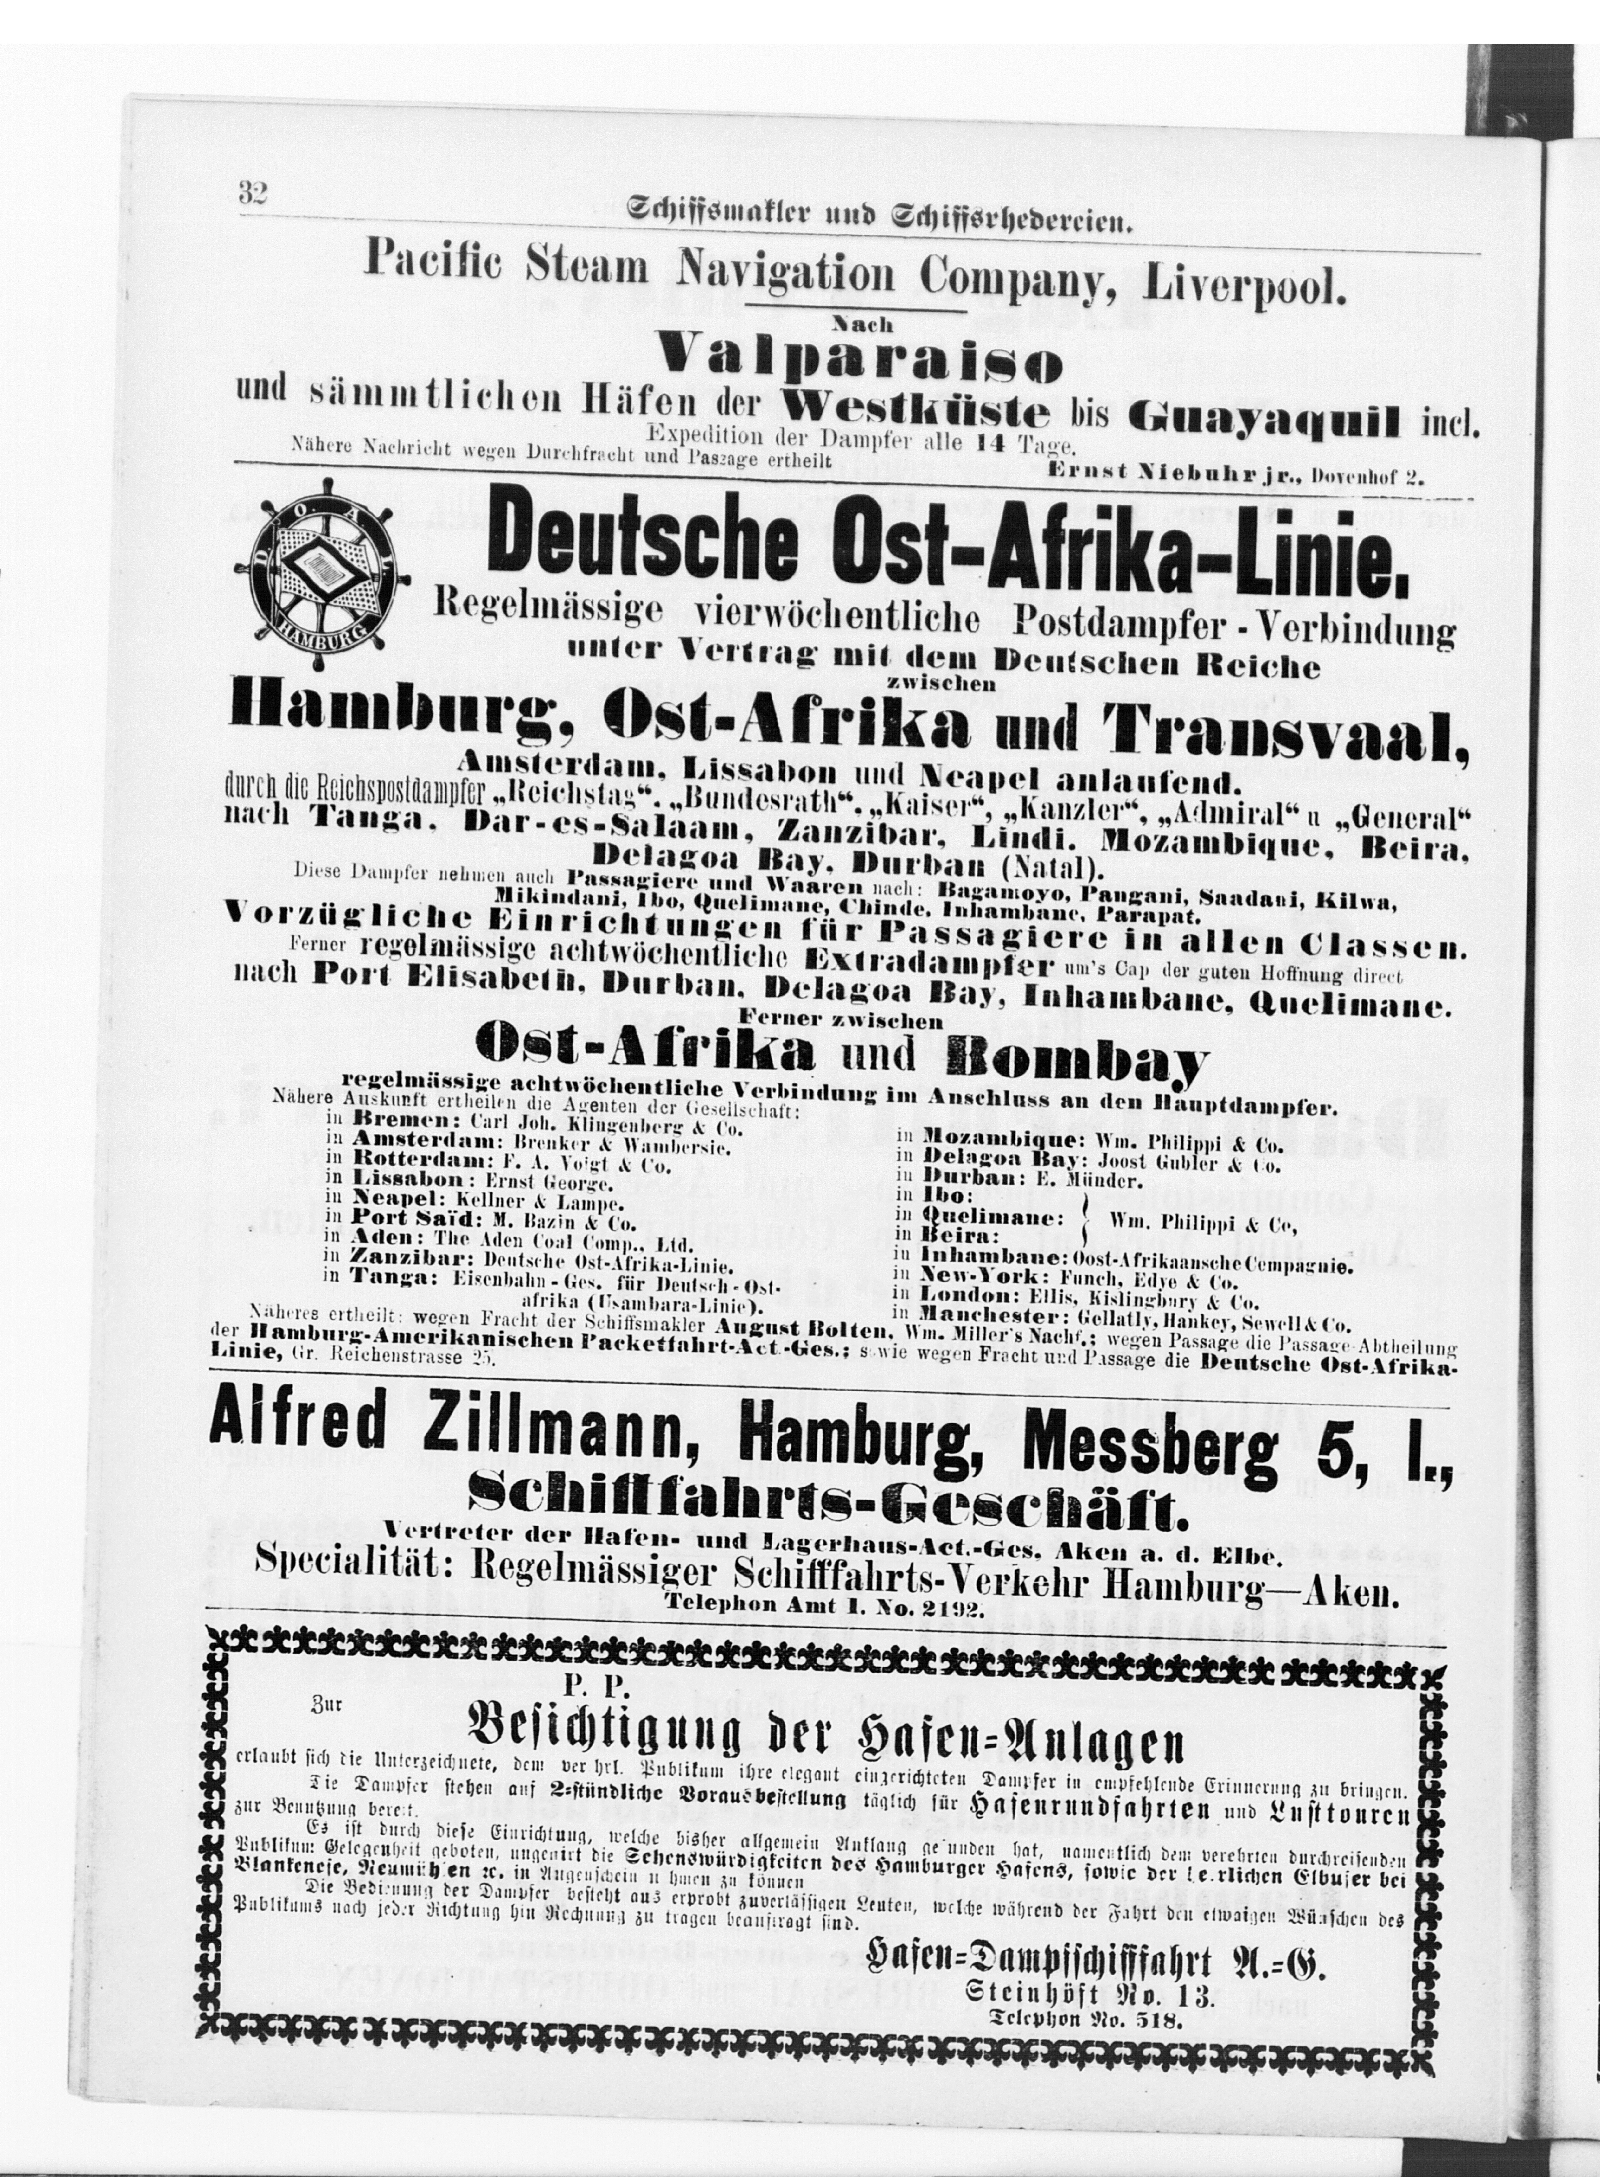 32
Schiffsmakler und Schiffsrhedereien.
Pacific Steam Navigation Company, Liverpool.
Nach
Valparaiso
und sämmtlichen Häfen der Westküste bis Guayaquil incl.
Expedition der Dampfer alle 14 Tage.
Nähere Nachricht wegen Durchfracht und Passage ertheilt
Ernst Niebuhr jr., Dovenhof 2.
D. O. A. L.
HAMBURG
Deutsche Ost-Afrika-Linie.
Regelmässige vierwöchentliche Postdampfer-Verbindung
unter Vertrag mit dem Deutschen Reiche
zwischen
Hamburg, Ost-Afrika und Transvaal,
Amsterdam, Lissabon und Neapel anlaufend.
durch die Reichspostdampfer „Reichstag“, „Bundesrath“, „Kaiser“, „Kanzler“, „Admiral“ u „General“
nach Tanga, Dar-es-Salaam, Zanzibar, Lindi, Mozambique, Beira,
Delagoa Bay, Durban (Natal).
Diese Dampfer nehmen auch Passagiere und Waaren nach: Bagamoyo, Pangani, Saadani, Kilwa,
Mikindani, Ibo, Quelimane, Chinde, Inhambane, Parapat.
Vorzügliche Einrichtungen für Passagiere in allen Classen.
Ferner regelmässige achtwöchentliche Extradampfer um's Cap der guten Hoffnung direct
nach Port Elisabeth, Durban, Delagoa Bay, Inhambane, Quelimane.
Ferner zwischen
Ost-Afrika und Bombay
regelmässige achtwöchentliche Verbindung im Anschluss an den Hauptdampfer.
Nähere Auskunft ertheilen die Agenten der Gesellschaft:
in Bremen: Carl Joh. Klingenberg & Co.
in Amsterdam: Brenker & Wambersie.
in Rotterdam: F. A. Voigt & Co.
in Lissabon: Ernst George.
in Neapel: Kellner & Lampe.
in Port Saïd: M. Bazin & Co.
in Aden: The Aden Coal Comp., Ltd.
in Zanzibar: Deutsche Ost-Afrika-Linie.
in Tanga: Eisenbahn-Ges. für Deutsch-Ost-
afrika (Usambara-Linie).
in Mozambique: Wm. Philippi & Co.
in Delagoa Bay: Joost Gubler & Co.
in Durban: E. Münder.
in Ibo:
in Quelimane: } Wm. Philippi & Co,
in Beira:
in Inhambane: Oost-Afrikaansche Compagnie.
in New-York: Funch, Edye & Co.
in London: Ellis, Kislingbury & Co.
in Manchester: Gellatly, Hankey, Sewell & Co.
Näheres ertheilt: wegen Fracht der Schiffsmakler August Bolten, Wm. Miller's Nachf.; wegen Passage die Passage-Abtheilung
der Hamburg-Amerikanischen Packetfahrt-Act.-Ges.; sowie wegen Fracht und Passage die Deutsche Ost-Afrika-
Linie, Gr. Reichenstrasse 25.
Alfred Zillmann, Hamburg, Messberg 5, I.,
Schifffahrts-Geschäft.
Vertreter der Hafen- und Lagerhaus-Act.-Ges. Aken a. d. Elbe.
Specialität: Regelmässiger Schifffahrts-Verkehr Hamburg—Aken.
Telephon Amt I. No. 2192.
P. P.
Zur
Besichtigung der Hafen-Anlagen
erlaubt sich die Unterzeichnete, dem verehrl. Publikum ihre elegant eingerichteten Dampfer in empfehlende Erinnerung zu bringen.
Die Dampfer stehen auf 2-stündliche Vorausbestellung täglich für Hafenrundfahrten und Lusttouren
zur Benutzung bereit.
Es ist durch diese Einrichtung, welche bisher allgemein Anklang gefunden hat, namentlich dem verehrten durchreisenden
Publikum Gelegenheit geboten, ungenirt die Sehenswürdigkeiten des Hamburger Hafens, sowie der herrlichen Elbufer bei
Blankenese, Neumühlen ꝛc. in Augenschein nehmen zu können
Die Bedienung der Dampfer besteht aus erprobt zuverlässigen Leuten, welche während der Fahrt den etwaigen Wünschen des
Publikums nach jeder Richtung hin Rechnung zu tragen beauftragt sind.
Hafen-Dampfschifffahrt A.-G.
Steinhöft No. 13.
Telephon No. 518.